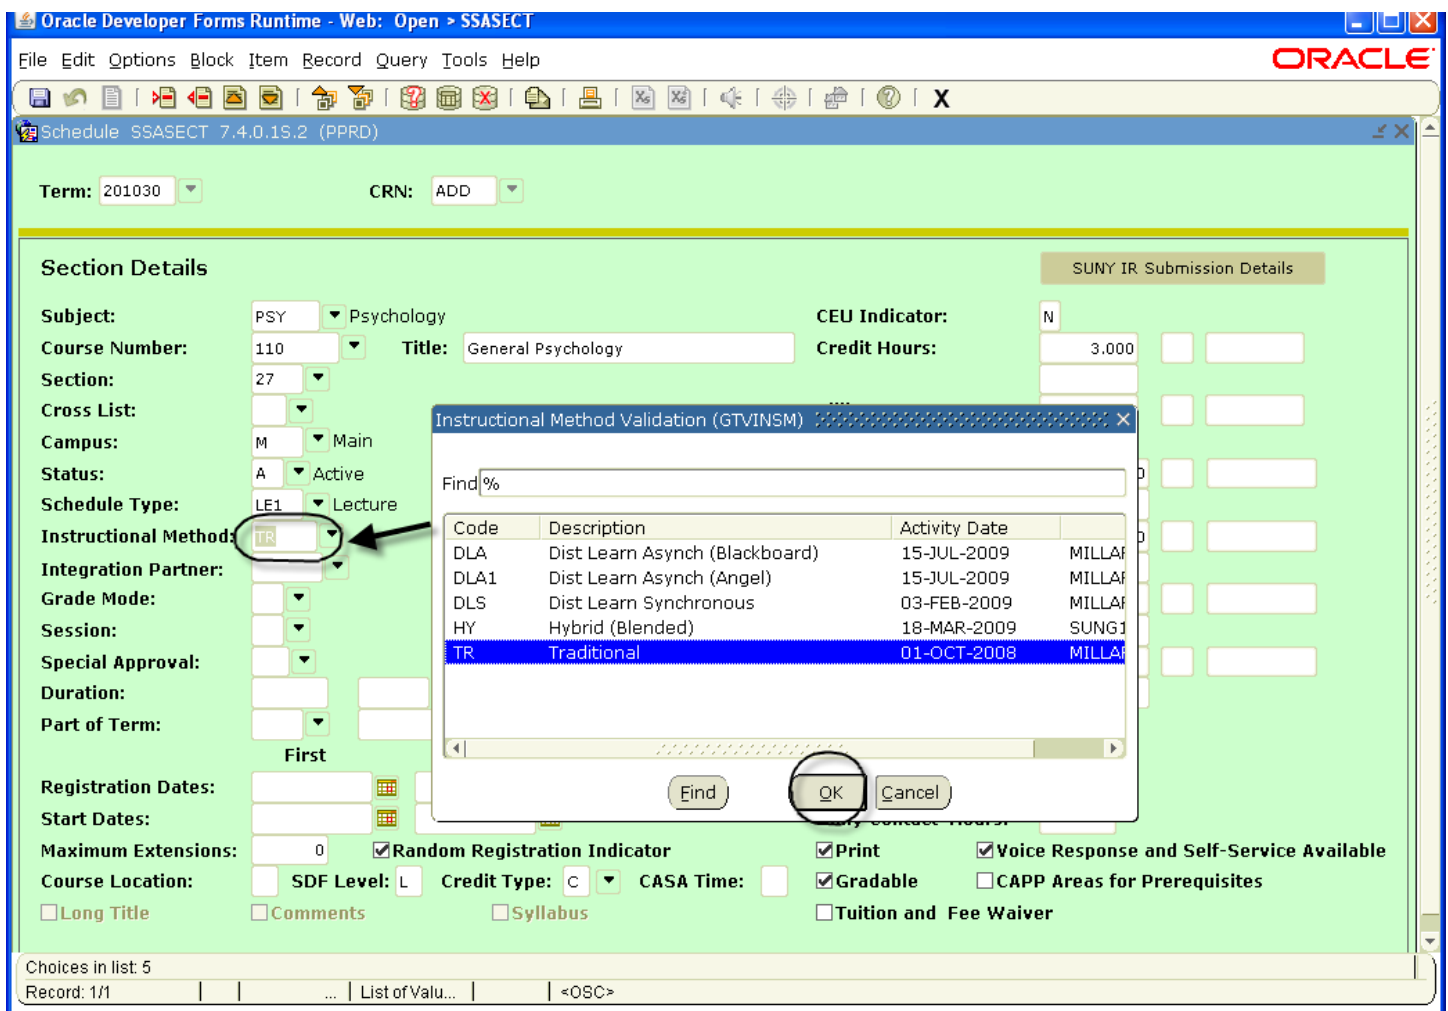 Oracle Developer Forms Runtime - Web: Open > SSASECT
File Edit Options Block Item Record Query Tools Help
ORACLE
X
Schedule SSASECT 7.4.0.1S.2 (PPRD)
Term: 201030 CRN: ADD
Section Details SUNY IR Submission Details
Subject: PSY Psychology CEU Indicator: N
Course Number: 110 Title: General Psychology Credit Hours: 3.000
Section: 27
Cross List:
Campus: M Main
Status: A Active
Schedule Type: LE1 Lecture
Instructional Method: TR
Integration Partner:
Grade Mode:
Session:
Special Approval:
Duration:
Part of Term:
First
Registration Dates:
Start Dates:
Instructional Method Validation (GTVINSM)
Find %
Code Description Activity Date
DLA Dist Learn Asynch (Blackboard) 15-JUL-2009 MILLAR
DLA1 Dist Learn Asynch (Angel) 15-JUL-2009 MILLAR
DLS Dist Learn Synchronous 03-FEB-2009 MILLAR
HY Hybrid (Blended) 18-MAR-2009 SUNG1
TR Traditional 01-OCT-2008 MILLAR
Find OK Cancel
Maximum Extensions: 0 Random Registration Indicator Print Voice Response and Self-Service Available
Course Location: SDF Level: L Credit Type: C CASA Time: Gradable CAPP Areas for Prerequisites
Long Title Comments Syllabus Tuition and Fee Waiver
Choices in list: 5
Record: 1/1 ... List of Valu... <OSC>